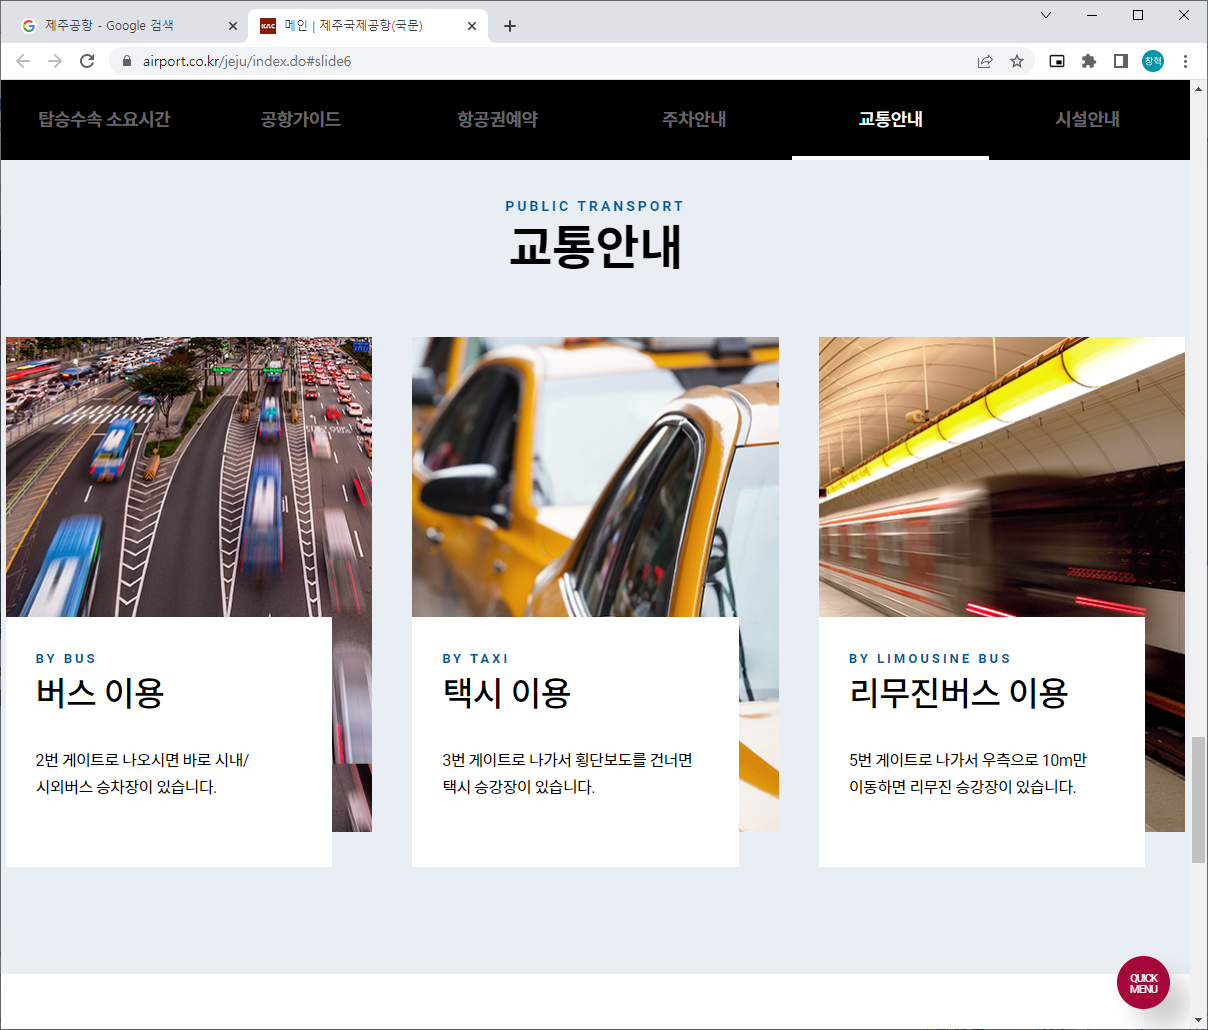 제주공항 - Google 검색
KAC
메인 | 제주국제공항(국문)
airport.co.kr/jeju/index.do#slide6
창혁
탑승수속 소요시간
공항가이드
항공권예약
주차안내
교통안내
시설안내
PUBLIC TRANSPORT
교통안내
BY BUS
버스 이용
2번 게이트로 나오시면 바로 시내/
시외버스 승차장이 있습니다.
BY TAXI
택시 이용
3번 게이트로 나가서 횡단보도를 건너면
택시 승강장이 있습니다.
BY LIMOUSINE BUS
리무진버스 이용
5번 게이트로 나가서 우측으로 10m만
이동하면 리무진 승강장이 있습니다.
QUICK
MENU